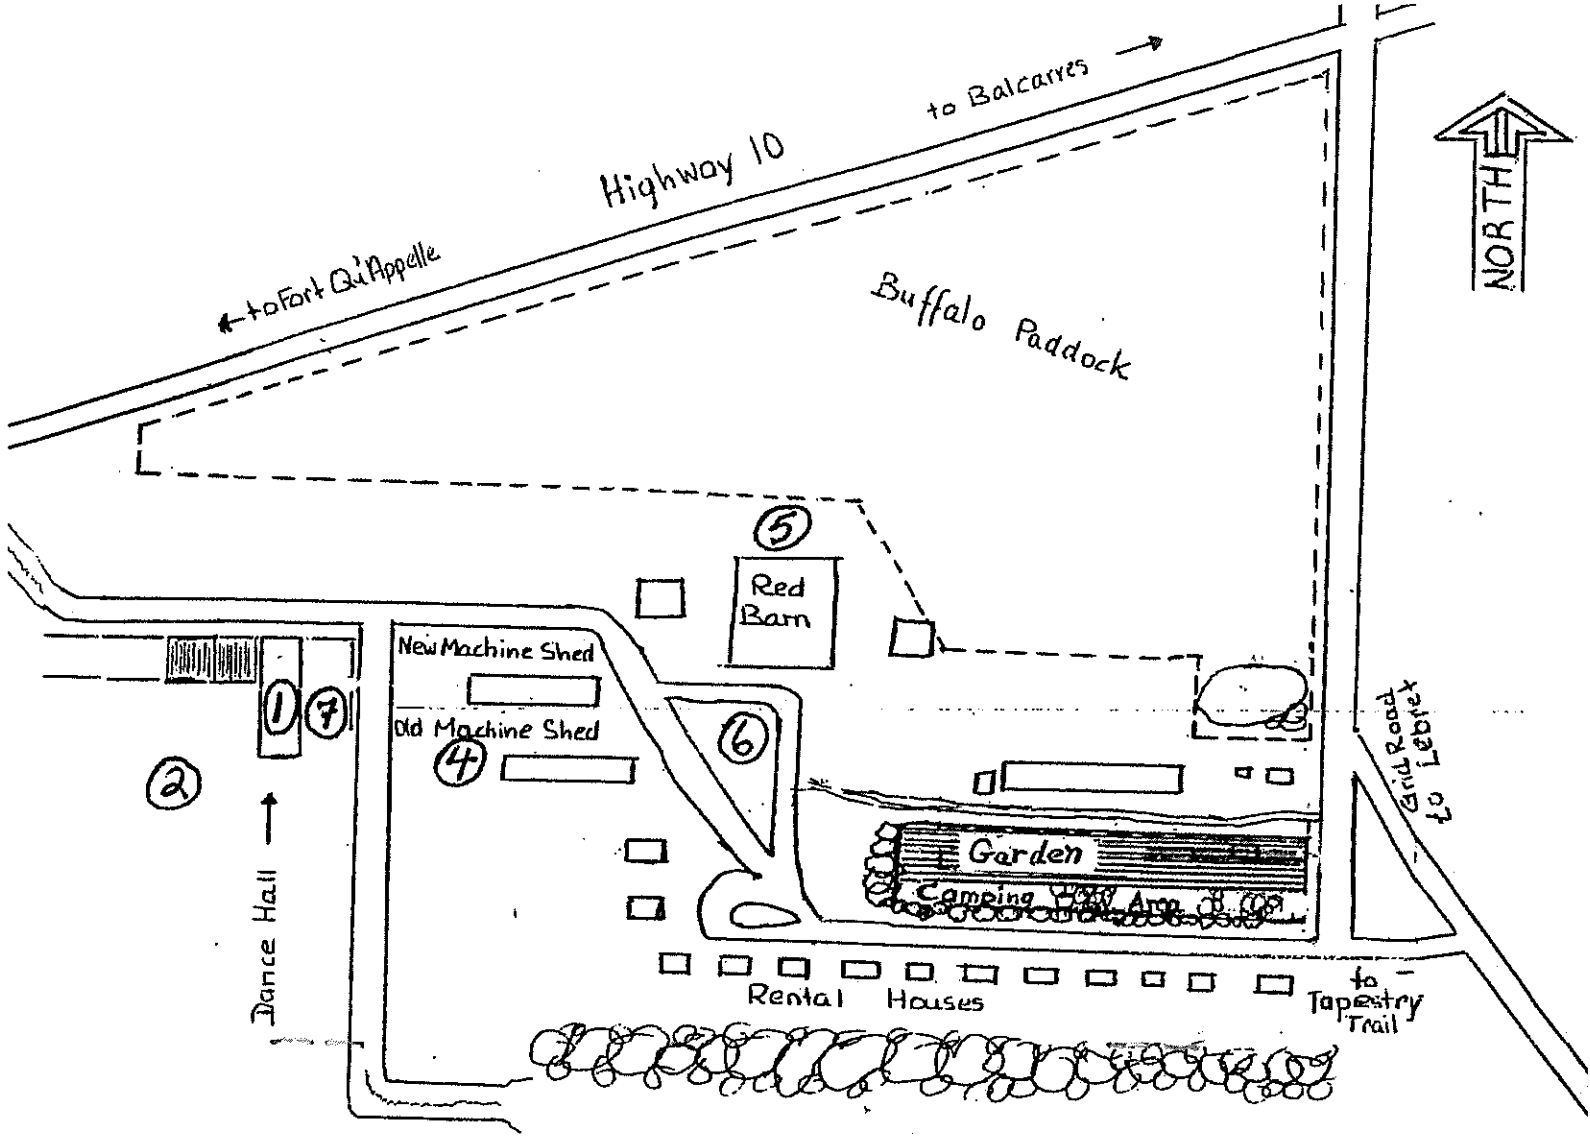 to Balcarres →
Highway 10
← to Fort Qu'Appelle
NORTH
Buffalo Paddock
5
Red
Barn
New Machine Shed
1
7
Old Machine Shed
6
4
2
Grid Road
to Lebret
Garden
Camping Area
Dance Hall →
Rental Houses
to
Tapestry
Trail